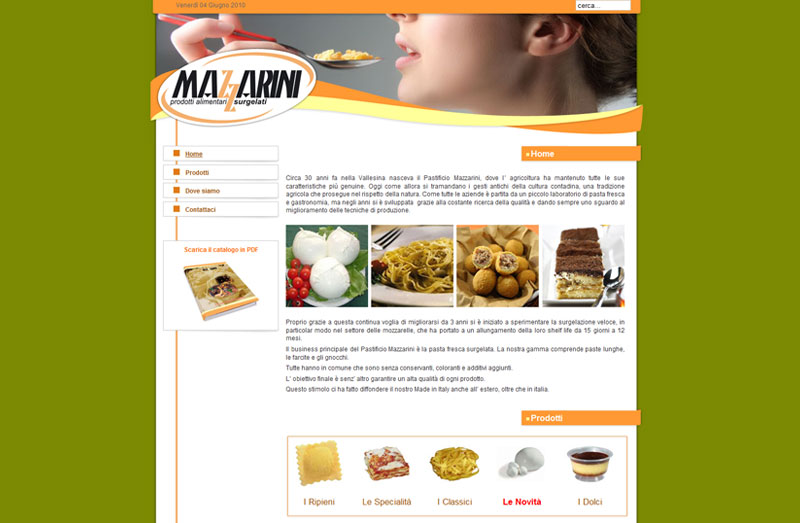 Venerdì 04 Giugno 2010
cerca...
MAZZARINI
prodotti alimentari surgelati
Home
Home
Prodotti
Dove siamo
Contattaci
Scarica il catalogo in PDF
Circa 30 anni fa nella Vallesina nasceva il Pastificio Mazzarini, dove l' agricoltura ha mantenuto tutte le sue
caratteristiche più genuine. Oggi come allora si tramandano i gesti antichi della cultura contadina, una tradizione
agricola che prosegue nel rispetto della natura. Come tutte le aziende è partita da un piccolo laboratorio di pasta fresca
e gastronomia, ma negli anni si è sviluppata grazie alla costante ricerca della qualità e dando sempre uno sguardo al
miglioramento delle tecniche di produzione.
Proprio grazie a questa continua voglia di migliorarsi da 3 anni si è iniziato a sperimentare la surgelazione veloce, in
particolar modo nel settore delle mozzarelle, che ha portato a un allungamento della loro shelf life da 15 giorni a 12
mesi.
Il business principale del Pastificio Mazzarini è la pasta fresca surgelata. La nostra gamma comprende paste lunghe,
le farcite e gli gnocchi.
Tutte hanno in comune che sono senza conservanti, coloranti e additivi aggiunti.
L' obiettivo finale è senz' altro garantire un alta qualità di ogni prodotto.
Questo stimolo ci ha fatto diffondere il nostro Made in Italy anche all' estero, oltre che in italia.
Prodotti
I Ripieni
Le Specialità
I Classici
Le Novità
I Dolci